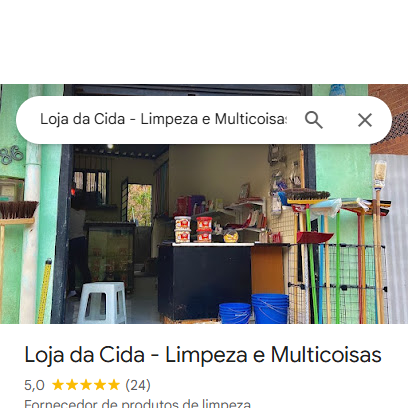 Loja da Cida - Limpeza e Multicoisas
Loja da Cida - Limpeza e Multicoisas
5,0 (24)
Fornecedor de produtos de limpeza